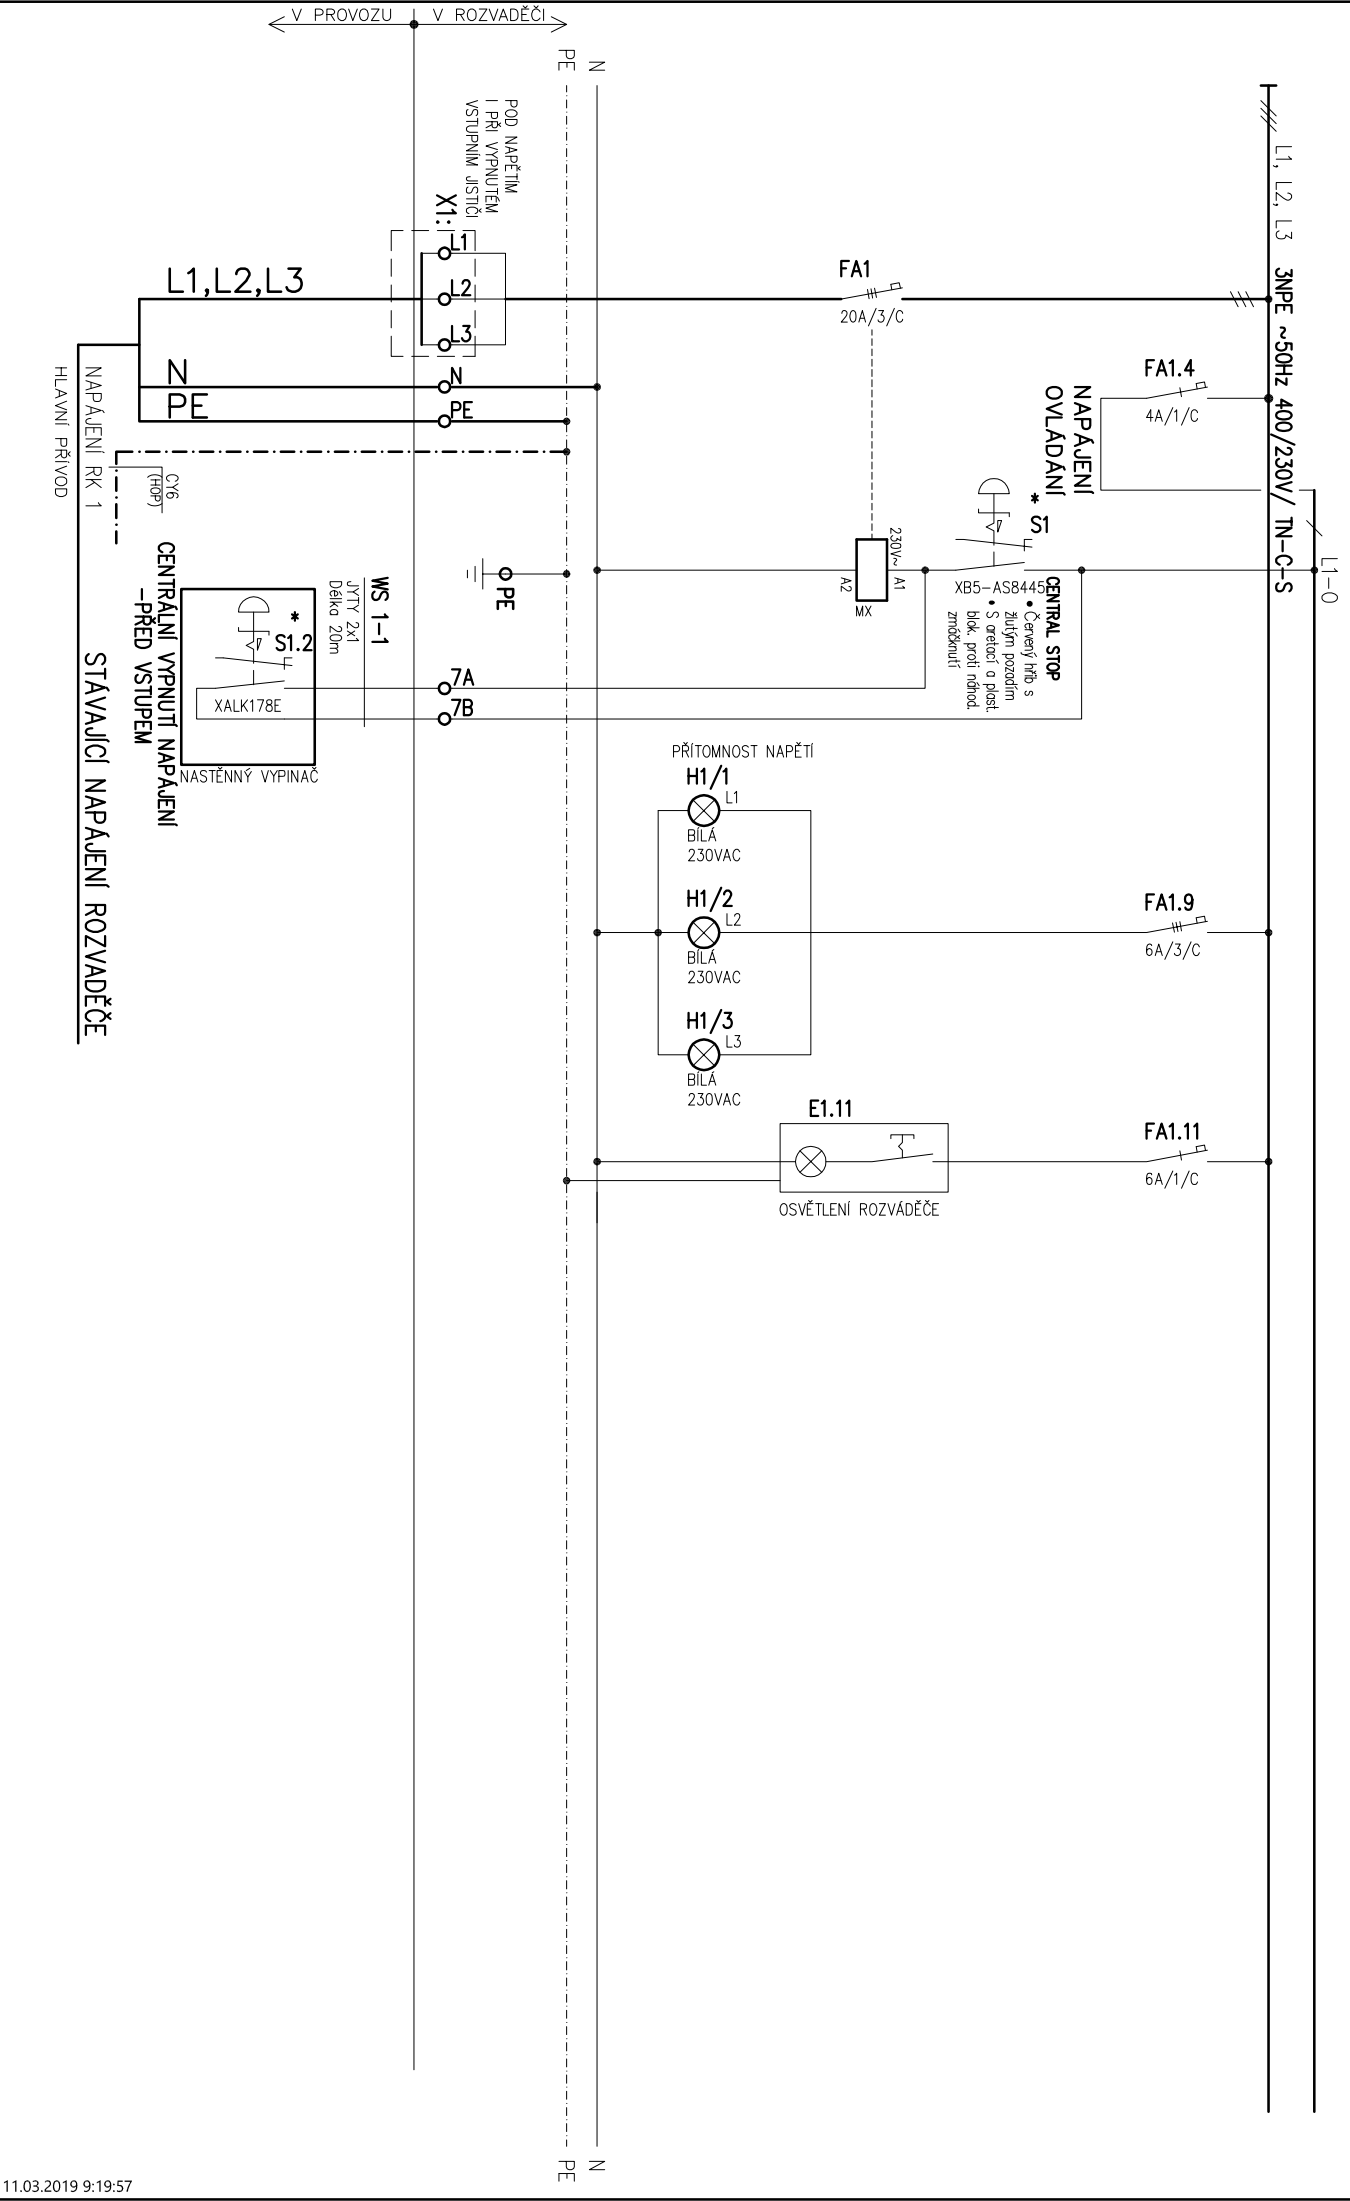 V PROVOZU
V ROZVADĚČI
PE
N
L1, L2, L3
3NPE ~50Hz 400/230V/ TN-C-S
L1-0
POD NAPĚTÍM
I PŘI VYPNUTÉM
VSTUPNÍM JISTIČI
X1:
L1
L2
L3
N
PE
L1,L2,L3
N
PE
NAPÁJENÍ RK 1
HLAVNÍ PŘÍVOD
STÁVAJÍCÍ NAPÁJENÍ ROZVADĚČE
CY6
(HOP)
FA1
20A/3/C
FA1.4
4A/1/C
NAPÁJENÍ
OVLÁDÁNÍ
*
S1
XB5-AS8445
CENTRAL STOP
• Červený hřib s
žlutým pozadím
• S aretací a plast.
blok. proti náhod.
zmáčknutí
230V~
A1
A2
MX
PE
WS 1-1
JYTY 2x1
Délka 20m
CENTRÁLNÍ VYPNUTÍ NAPÁJENÍ
-PŘED VSTUPEM
*
S1.2
XALK178E
NASTĚNNÝ VYPINAČ
7A
7B
PŘÍTOMNOST NAPĚTÍ
H1/1
L1
BÍLÁ
230VAC
H1/2
L2
BÍLÁ
230VAC
H1/3
L3
BÍLÁ
230VAC
FA1.9
6A/3/C
E1.11
OSVĚTLENÍ ROZVÁDĚČE
FA1.11
6A/1/C
PE
N
11.03.2019 9:19:57